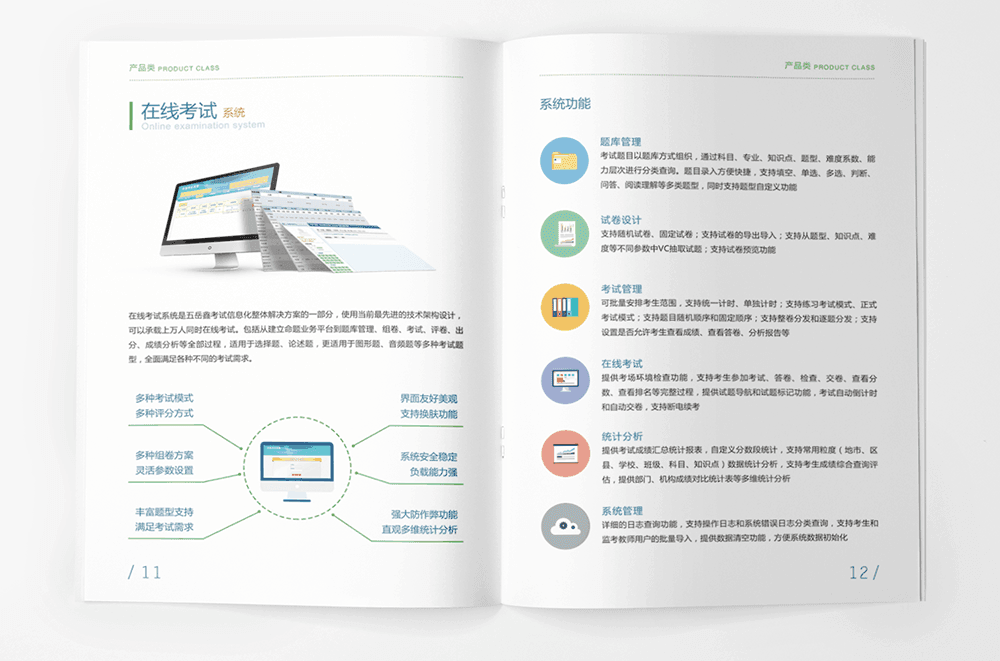 产品类 PRODUCT CLASS
在线考试 系统
Online examination system
在线考试系统是五岳鑫考试信息化整体解决方案的一部分，使用当前最先进的技术架构设计，
可以承载上万人同时在线考试。包括从建立命题业务平台到题库管理、组卷、考试、评卷、出
分、成绩分析等全部过程，适用于选择题、论述题，更适用于图形题、音频题等多种考试题
型，全面满足各种不同的考试需求。
多种考试模式
多种评分方式
多种组卷方案
灵活参数设置
丰富题型支持
满足考试需求
界面友好美观
支持换肤功能
系统安全稳定
负载能力强
强大防作弊功能
直观多维统计分析
/ 11
产品类 PRODUCT CLASS
系统功能
题库管理
考试题目以题库方式组织，通过科目、专业、知识点、题型、难度系数、能
力层次进行分类查询。题目录入方便快捷，支持填空、单选、多选、判断、
问答、阅读理解等多类题型，同时支持题型自定义功能
试卷设计
支持随机试卷、固定试卷；支持试卷的导出导入；支持从题型、知识点、难
度等不同参数中VC抽取试题；支持试卷预览功能
考试管理
可批量安排考生范围，支持统一计时、单独计时；支持练习考试模式、正式
考试模式；支持题目随机顺序和固定顺序；支持整卷分发和逐题分发；支持
设置是否允许考生查看成绩、查看答卷、分析报告等
在线考试
提供考场环境检查功能，支持考生参加考试、答卷、检查、交卷、查看分
数、查看排名等完整过程，提供试题导航和试题标记功能，考试自动倒计时
和自动交卷，支持断电续考
统计分析
提供考试成绩汇总统计报表，自定义分数段统计，支持常用粒度（地市、区
县、学校、班级、科目、知识点）数据统计分析，支持考生成绩综合查询评
估，提供部门、机构成绩对比统计表等多维统计分析
系统管理
详细的日志查询功能，支持操作日志和系统错误日志分类查询，支持考生和
监考教师用户的批量导入，提供数据清空功能，方便系统数据初始化
12 /